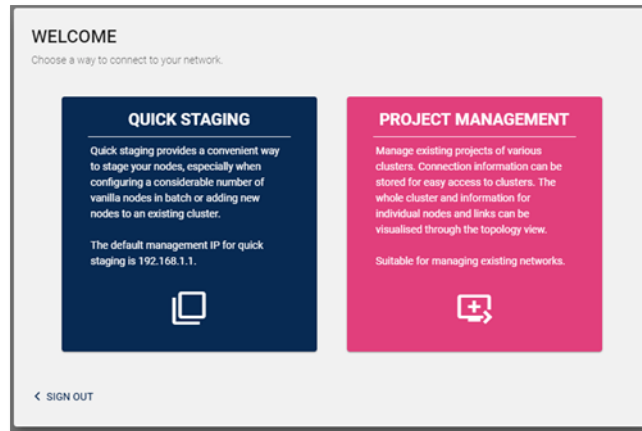 WELCOME
Choose a way to connect to your network.
QUICK STAGING
Quick staging provides a convenient way
to stage your nodes, especially when
configuring a considerable number of
vanilla nodes in batch or adding new
nodes to an existing cluster.
The default management IP for quick
staging is 192.168.1.1.
PROJECT MANAGEMENT
Manage existing projects of various
clusters. Connection information can be
stored for easy access to clusters. The
whole cluster and information for
individual nodes and links can be
visualised through the topology view.
Suitable for managing existing networks.
SIGN OUT